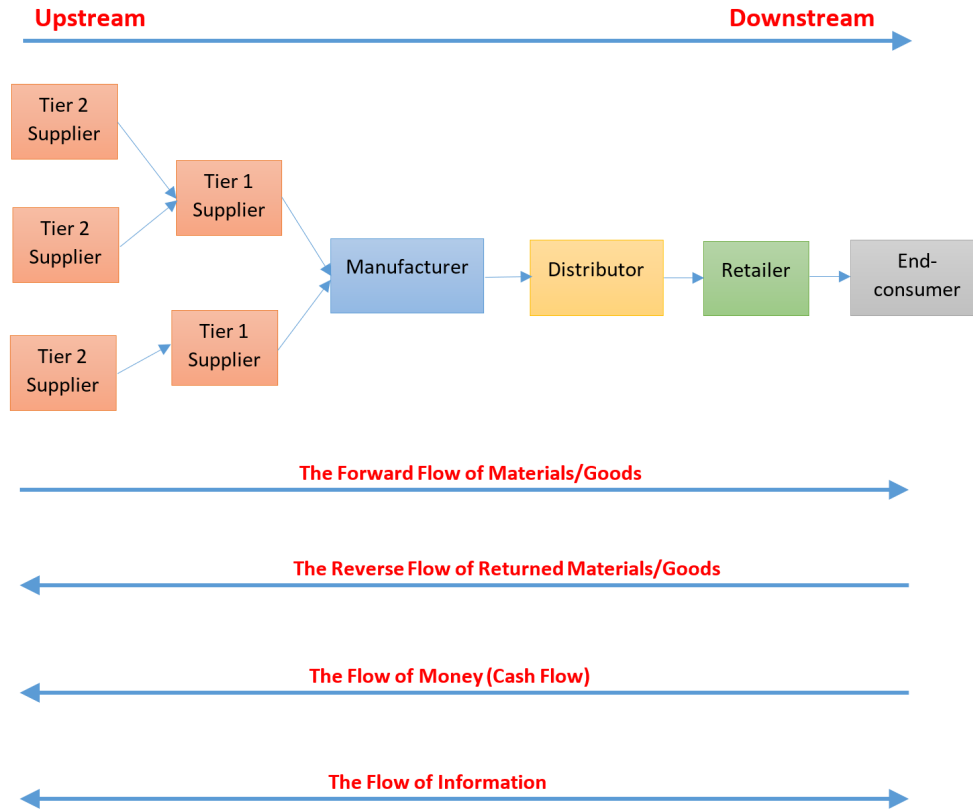 Upstream
Downstream
Tier 2
Supplier
Tier 1
Supplier
Tier 2
Supplier
Manufacturer
Distributor
Retailer
End-
consumer
Tier 1
Supplier
Tier 2
Supplier
The Forward Flow of Materials/Goods
The Reverse Flow of Returned Materials/Goods
The Flow of Money (Cash Flow)
The Flow of Information